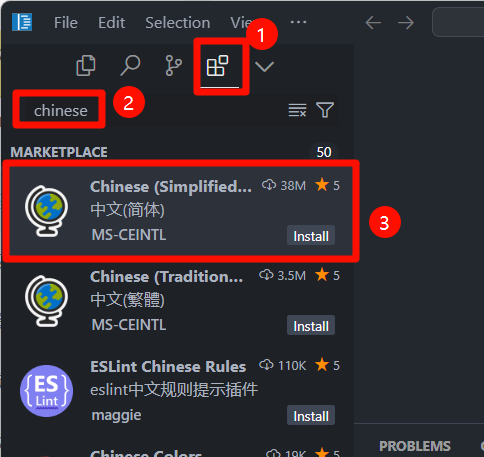 File Edit Selection ...
1
chinese 2
MARKETPLACE 50
Chinese (Simplified... 38M 5
中文(简体)
MS-CEINTL Install
3
Chinese (Tradition... 3.5M 5
中文(繁體)
MS-CEINTL Install
ESLint Chinese Rules 110K 5
{ES} Lint
eslint中文规则提示插件
maggie Install
Chinese Colors 19K 5
PROBLEMS